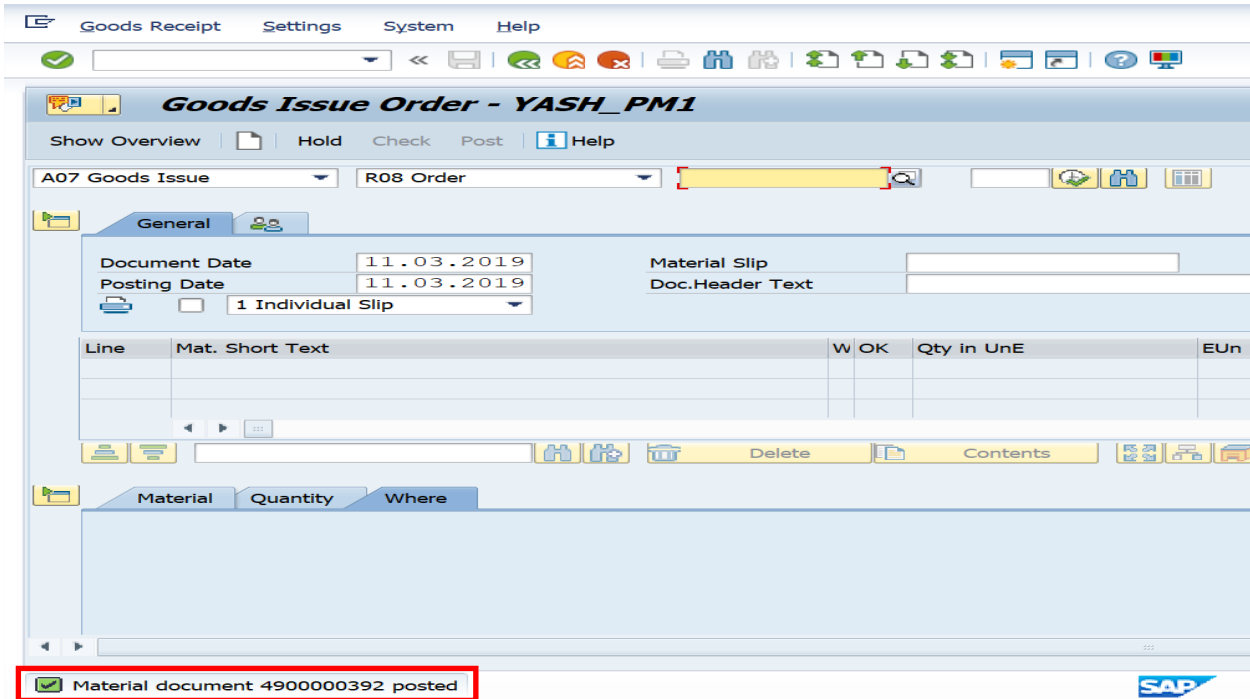 Goods Receipt Settings System Help
Goods Issue Order - YASH_PM1
Show Overview Hold Check Post Help
A07 Goods Issue R08 Order
General
Document Date 11.03.2019 Material Slip
Posting Date 11.03.2019 Doc.Header Text
1 Individual Slip
Line Mat. Short Text W OK Qty in UnE EUn
Delete Contents
Material Quantity Where
Material document 4900000392 posted
SAP